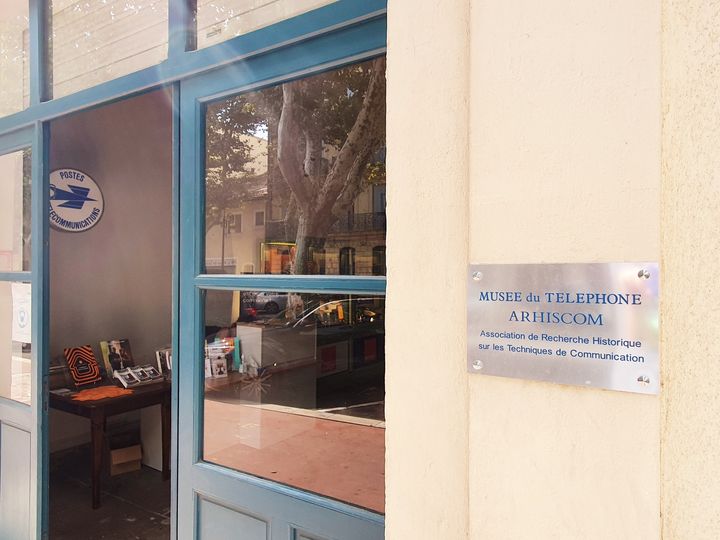 POSTES
TELECOMMUNICATIONS
MUSEE du TELEPHONE
ARHISCOM
Association de Recherche Historique
sur les Techniques de Communication